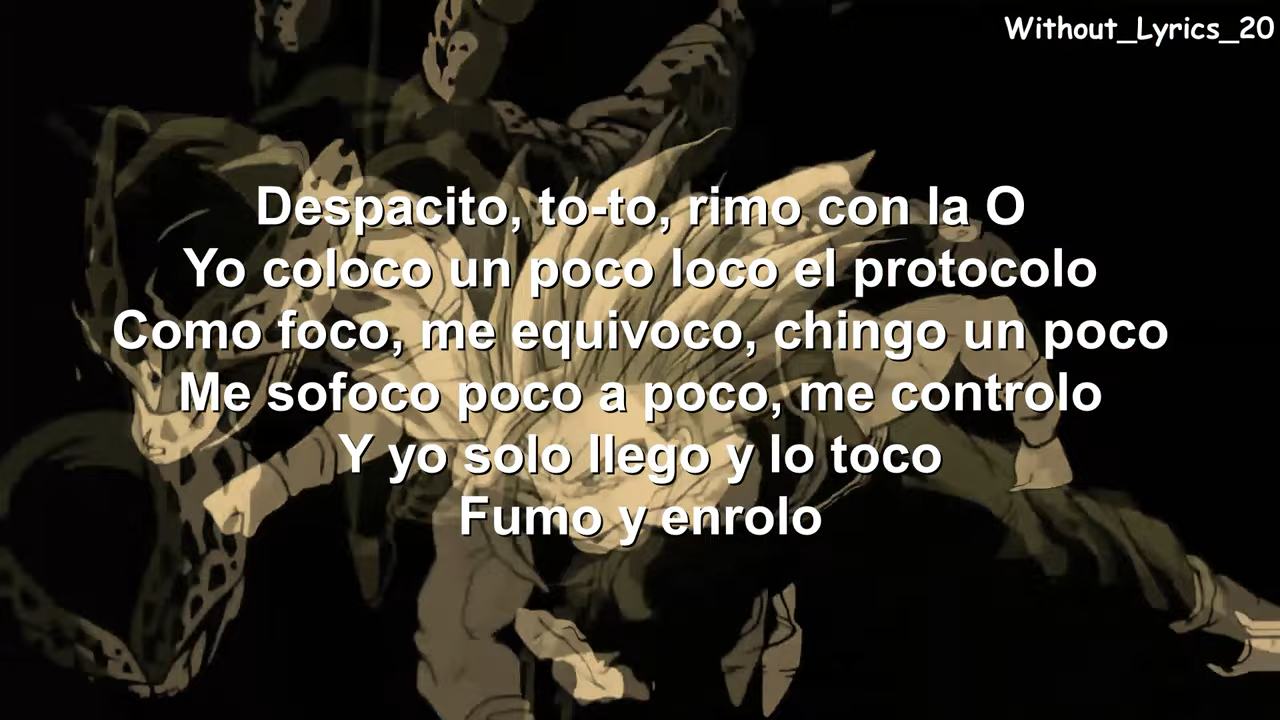 Without_Lyrics_20
Despacito, to-to, rimo con la O
Yo coloco un poco loco el protocolo
Como foco, me equivoco, chingo un poco
Me sofoco poco a poco, me controlo
Y yo solo llego y lo toco
Fumo y enrolo